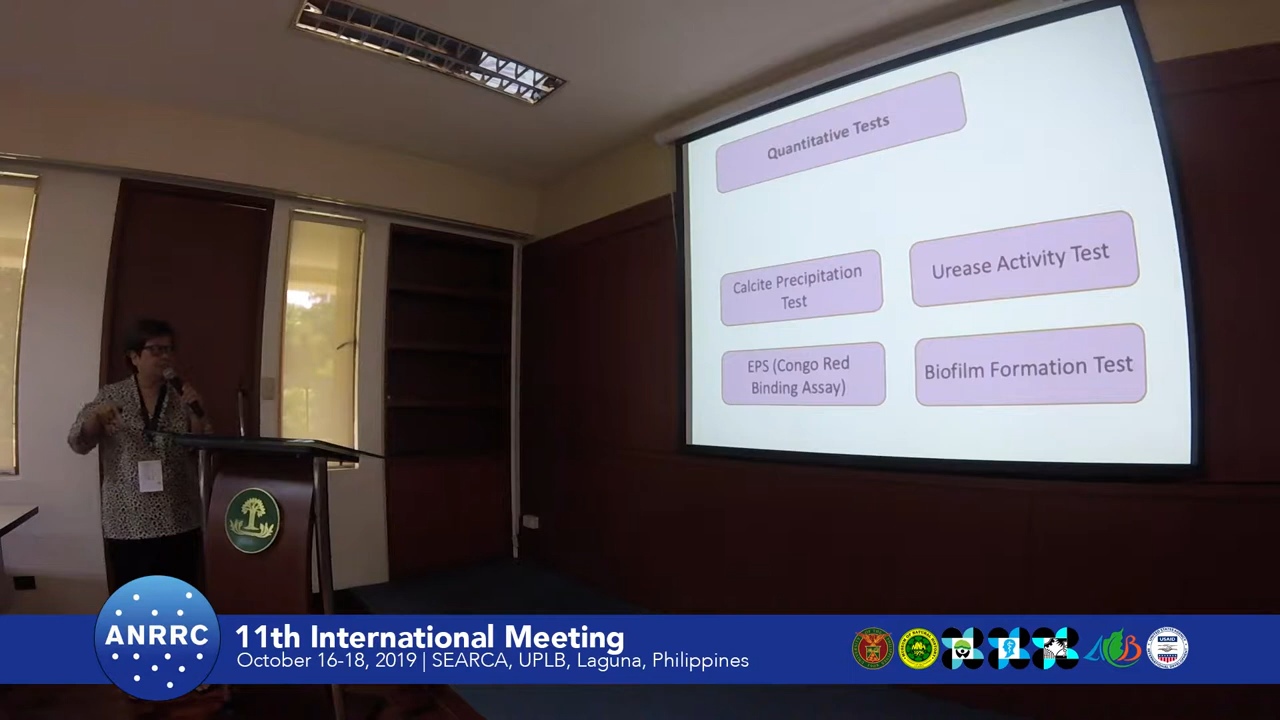 Quantitative Tests
Calcite Precipitation
Test
Urease Activity Test
EPS (Congo Red
Binding Assay)
Biofilm Formation Test
ANRRC
11th International Meeting
October 16-18, 2019 | SEARCA, UPLB, Laguna, Philippines
USAID